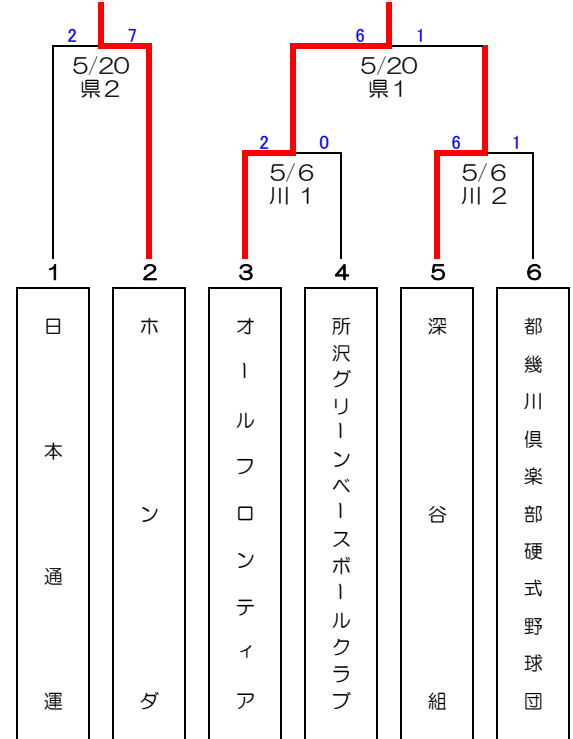 2 7
6 1
5/20
県2
5/20
県1
2 0
6 1
5/6
川1
5/6
川2
1 2 3 4 5 6
日本通運
ホンダ
オールフロンティア
所沢グリーンベースボールクラブ
深谷組
都幾川倶楽部硬式野球団